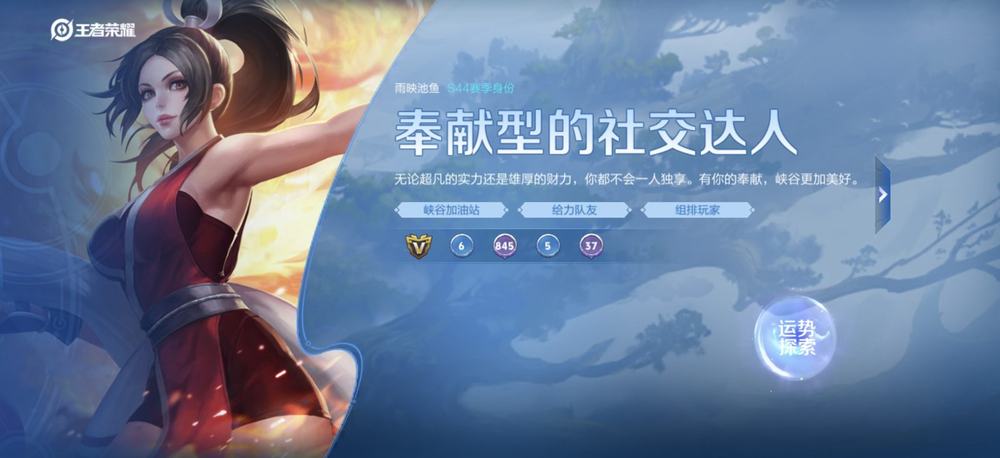 王者荣耀
雨映池鱼 S44赛季身份
奉献型的社交达人
无论超凡的实力还是雄厚的财力，你都不会一人独享。有你的奉献，峡谷更加美好。
峡谷加油站 给力队友 组排玩家
V 6 845 5 37
运势
探索